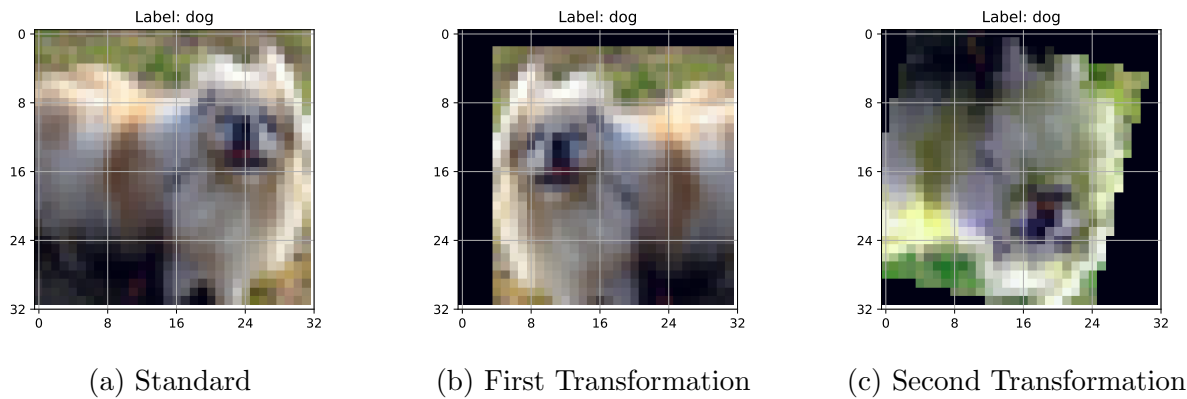 Label: dog
Label: dog
Label: dog
0
8
16
24
32
0 8 16 24 32
0
8
16
24
32
0 8 16 24 32
0
8
16
24
32
0 8 16 24 32
(a) Standard
(b) First Transformation
(c) Second Transformation